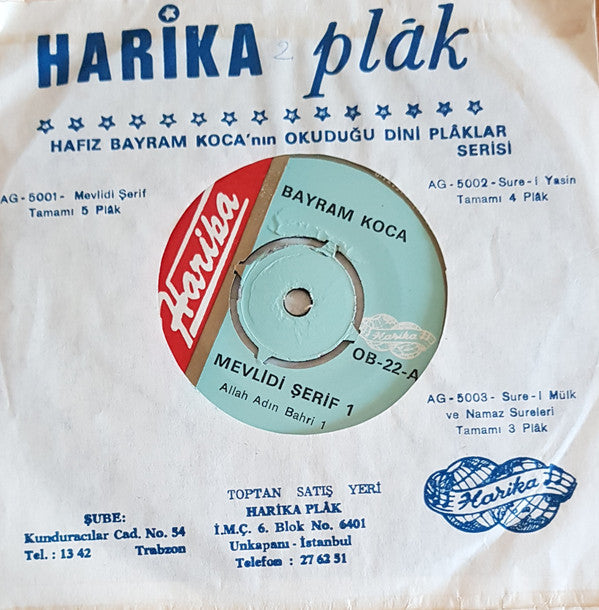 HARİKA plâk
2
HAFIZ BAYRAM KOCA'nın OKUDUĞU DİNİ PLÂKLAR
SERİSİ
AG-5001- Mevlidi Şerif
Tamamı 5 Plâk
AG-5002-Sure-i Yasin
Tamamı 4 Plâk
Harika
BAYRAM KOCA
Harika
OB-22-A
MEVLİDİ ŞERİF 1
Allah Adın Bahri 1
AG-5003-Sure-i Mülk
ve Namaz Sureleri
Tamamı 3 Plâk
Harika
TOPTAN SATIŞ YERİ
HARİKA PLÂK
İ.M.Ç. 6. Blok No. 6401
Unkapanı - İstanbul
Telefon : 27 62 51
ŞUBE:
Kunduracılar Cad. No. 54
Tel. : 13 42 Trabzon